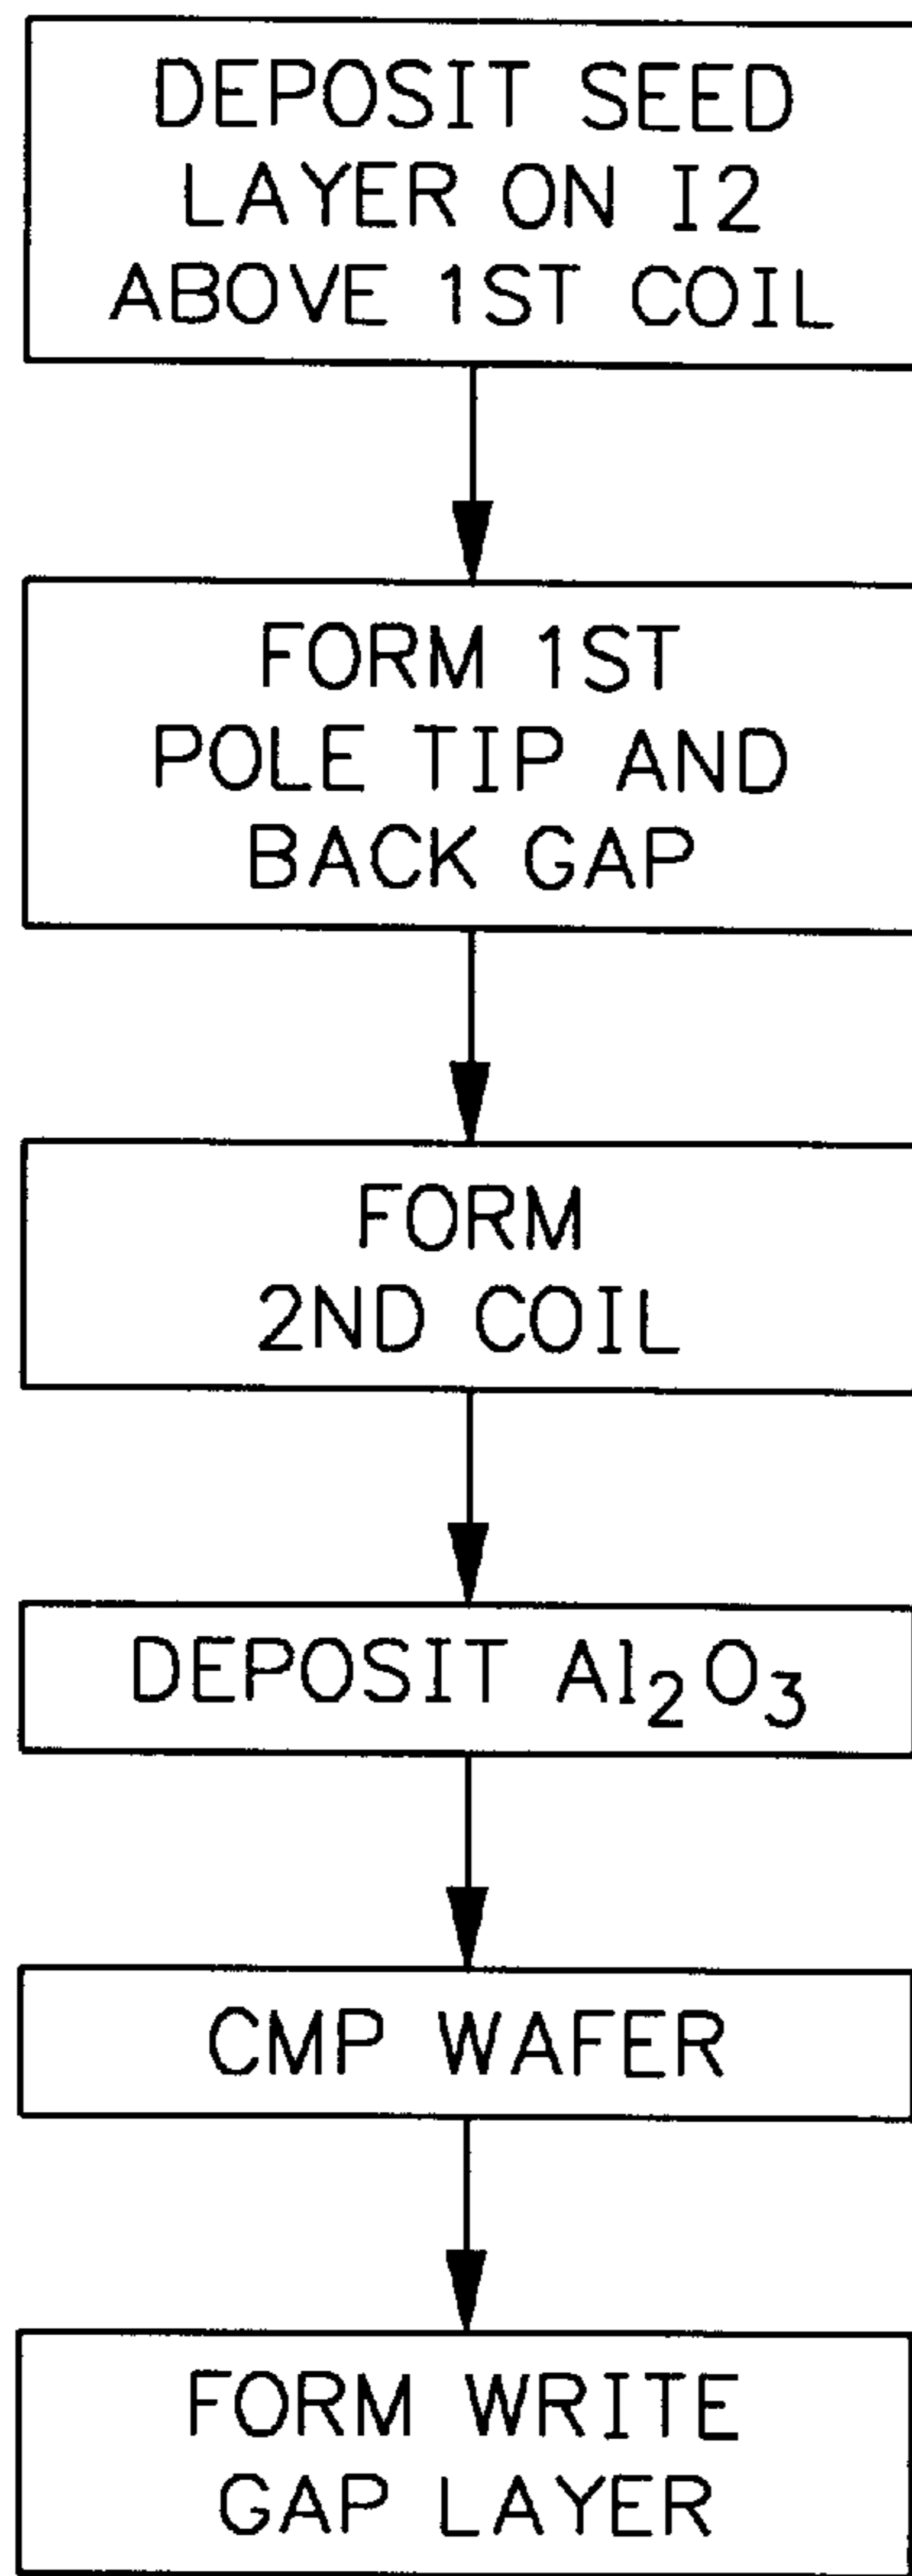 DEPOSIT SEED
LAYER ON I2
ABOVE 1ST COIL
FORM 1ST
POLE TIP AND
BACK GAP
FORM
2ND COIL
DEPOSIT Al₂O₃
CMP WAFER
FORM WRITE
GAP LAYER